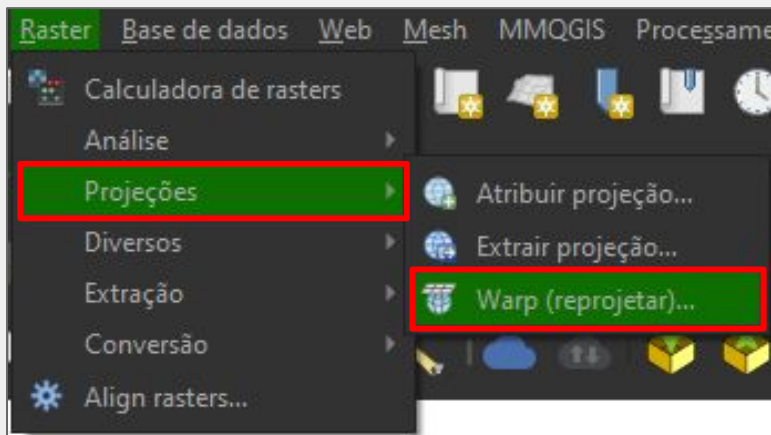 Raster Base de dados Web Mesh MMQGIS Processame
Calculadora de rasters
Análise
Projeções
Atribuir projeção...
Diversos
Extrair projeção...
Extração
Warp (reprojetar)...
Conversão
Align rasters...